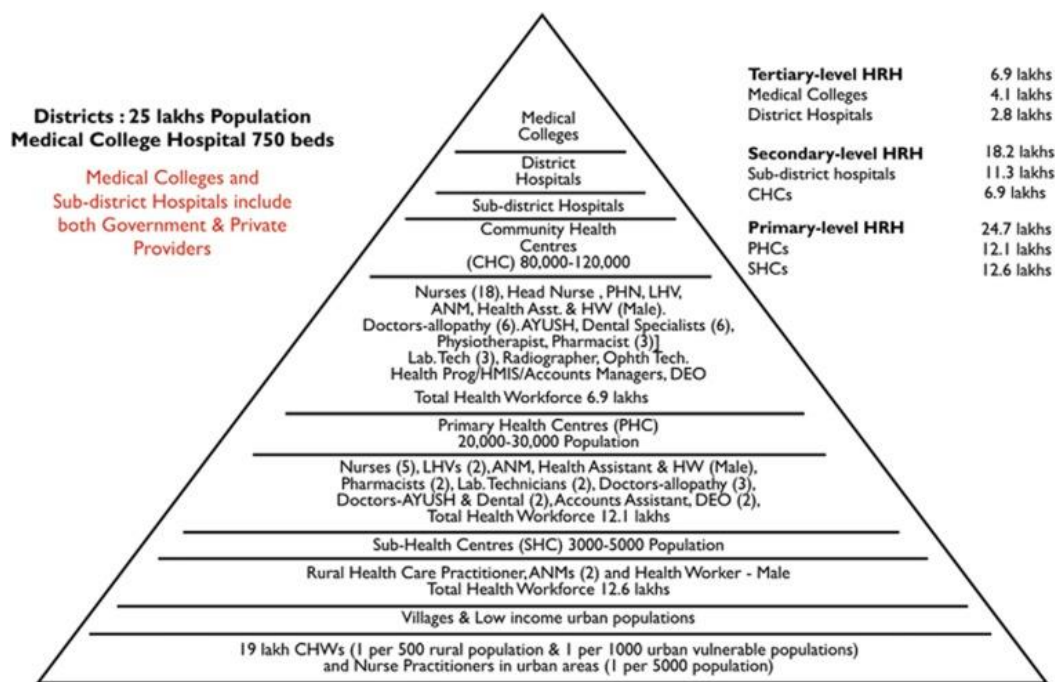 Districts : 25 lakhs Population
Medical College Hospital 750 beds
Medical Colleges and
Sub-district Hospitals include
both Government & Private
Providers
Medical
Colleges
District
Hospitals
Sub-district Hospitals
Community Health
Centres
(CHC) 80,000-120,000
Nurses (18), Head Nurse , PHN, LHV,
ANM, Health Asst. & HW (Male).
Doctors-allopathy (6). AYUSH, Dental Specialists (6),
Physiotherapist, Pharmacist (3)]
Lab. Tech (3), Radiographer, Ophth Tech.
Health Prog/HMIS/Accounts Managers, DEO
Total Health Workforce 6.9 lakhs
Primary Health Centres (PHC)
20,000-30,000 Population
Nurses (5), LHVs (2), ANM, Health Assistant & HW (Male),
Pharmacists (2), Lab. Technicians (2), Doctors-allopathy (3),
Doctors-AYUSH & Dental (2), Accounts Assistant, DEO (2),
Total Health Workforce 12.1 lakhs
Sub-Health Centres (SHC) 3000-5000 Population
Rural Health Care Practitioner, ANMs (2) and Health Worker - Male
Total Health Workforce 12.6 lakhs
Villages & Low income urban populations
19 lakh CHWs (1 per 500 rural population & 1 per 1000 urban vulnerable populations)
and Nurse Practitioners in urban areas (1 per 5000 population)
Tertiary-level HRH 6.9 lakhs
Medical Colleges 4.1 lakhs
District Hospitals 2.8 lakhs
Secondary-level HRH 18.2 lakhs
Sub-district hospitals 11.3 lakhs
CHCs 6.9 lakhs
Primary-level HRH 24.7 lakhs
PHCs 12.1 lakhs
SHCs 12.6 lakhs